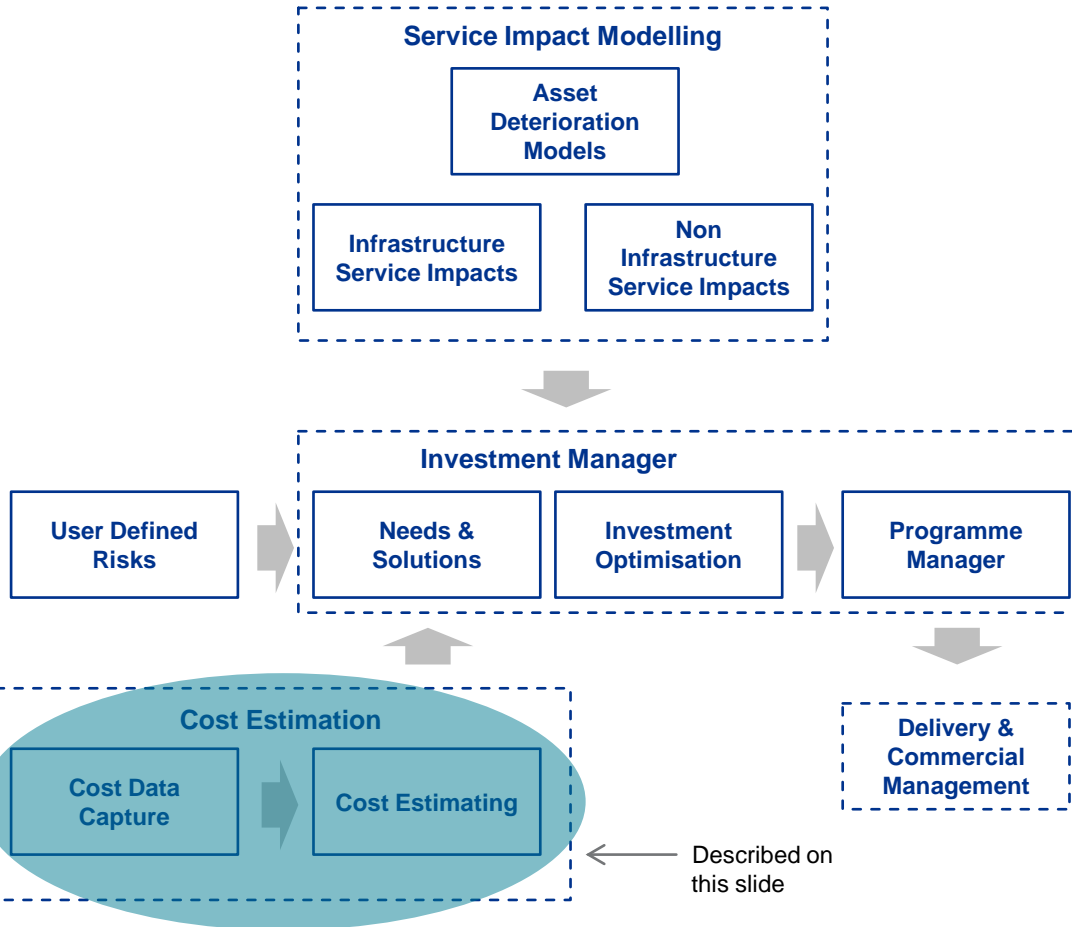 Service Impact Modelling
Asset
Deterioration
Models
Infrastructure
Service Impacts
Non
Infrastructure
Service Impacts
Investment Manager
User Defined
Risks
Needs &
Solutions
Investment
Optimisation
Programme
Manager
Cost Estimation
Cost Data
Capture
Cost Estimating
Delivery &
Commercial
Management
Described on
this slide